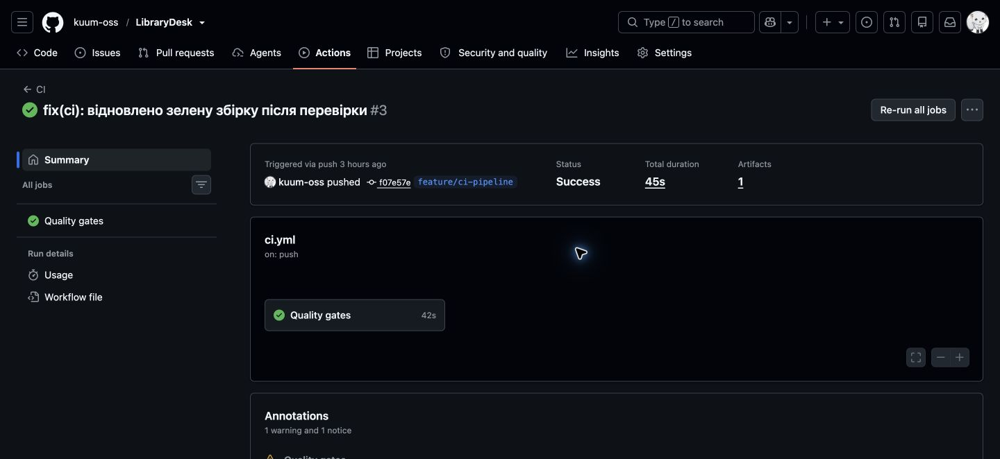 kuum-oss / LibraryDesk
Type / to search
Code Issues Pull requests Agents Actions Projects Security and quality Insights Settings
CI
fix(ci): відновлено зелену збірку після перевірки #3
Re-run all jobs
Summary
All jobs
Quality gates
Run details
Usage
Workflow file
Triggered via push 3 hours ago
kuum-oss pushed f07e57e feature/ci-pipeline
Status
Success
Total duration
45s
Artifacts
1
ci.yml
on: push
Quality gates 42s
Annotations
1 warning and 1 notice
Quality gates